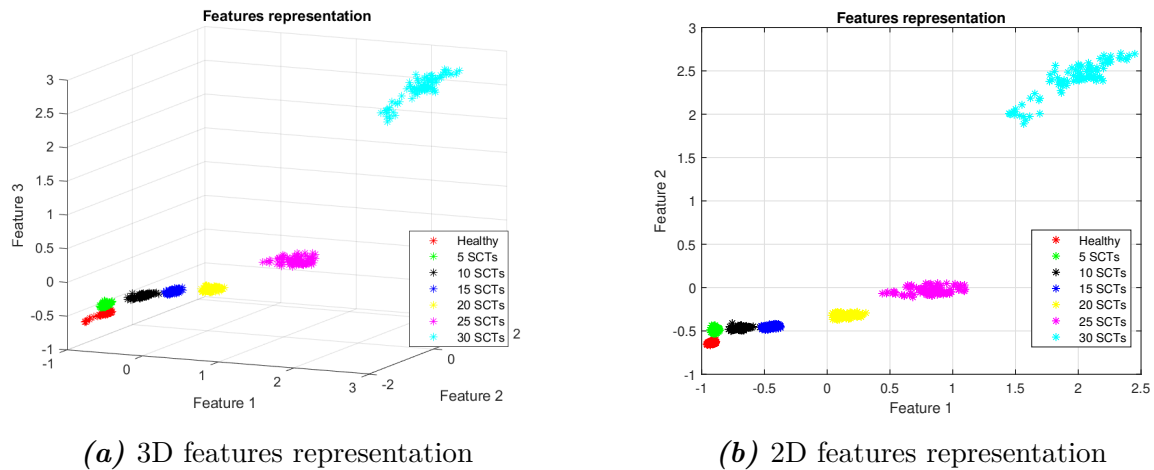 Features representation
3
2.5
2
1.5
1
0.5
0
-0.5
-1
Feature 3
-1
0
1
2
3
Feature 1
-2
0
2
Feature 2
Healthy
5 SCTs
10 SCTs
15 SCTs
20 SCTs
25 SCTs
30 SCTs
(a) 3D features representation
Features representation
3
2.5
2
1.5
1
0.5
0
-0.5
-1
Feature 2
-1
-0.5
0
0.5
1
1.5
2
2.5
Feature 1
Healthy
5 SCTs
10 SCTs
15 SCTs
20 SCTs
25 SCTs
30 SCTs
(b) 2D features representation